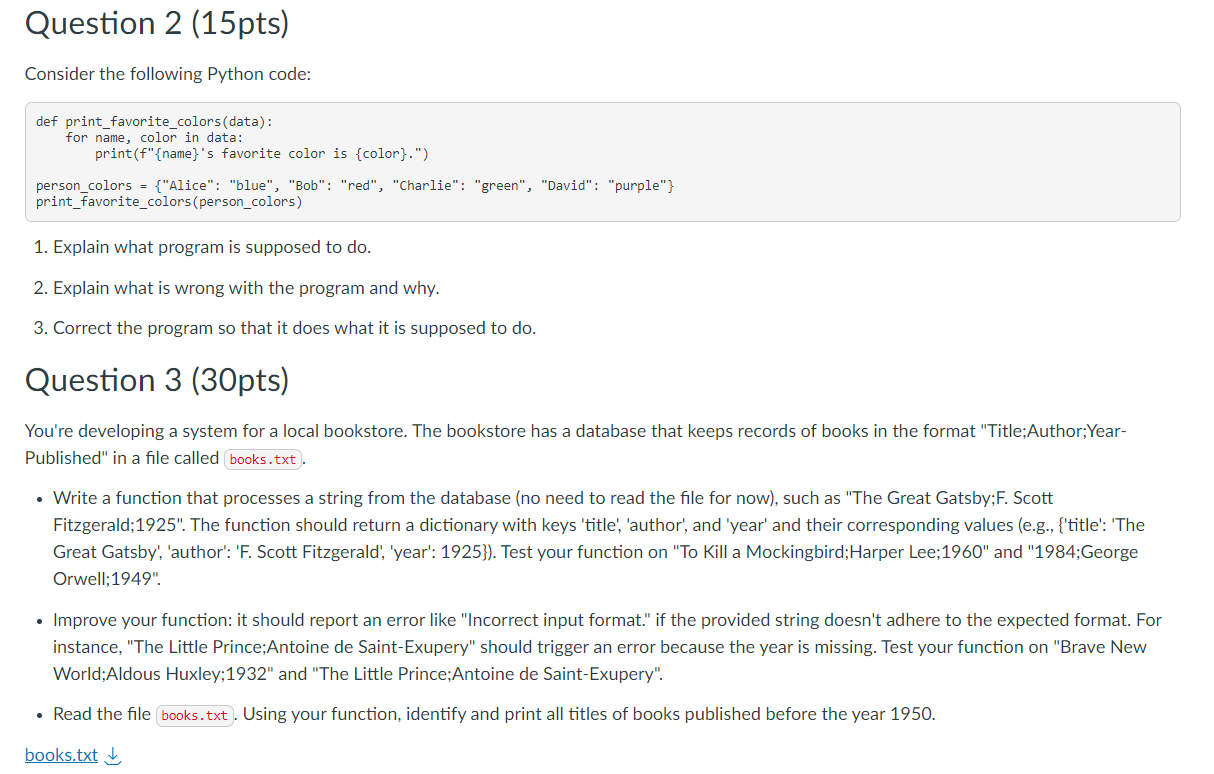 Question 2 (15pts)
Consider the following Python code:
def print_favorite_colors(data):
    for name, color in data:
        print(f"{name}'s favorite color is {color}.")
person_colors = {"Alice": "blue", "Bob": "red", "Charlie": "green", "David": "purple"}
print_favorite_colors(person_colors)
1. Explain what program is supposed to do.
2. Explain what is wrong with the program and why.
3. Correct the program so that it does what it is supposed to do.
Question 3 (30pts)
You're developing a system for a local bookstore. The bookstore has a database that keeps records of books in the format "Title;Author;Year-
Published" in a file called books.txt.
• Write a function that processes a string from the database (no need to read the file for now), such as "The Great Gatsby;F. Scott
Fitzgerald;1925". The function should return a dictionary with keys 'title', 'author', and 'year' and their corresponding values (e.g., {'title': 'The
Great Gatsby', 'author': 'F. Scott Fitzgerald', 'year': 1925}). Test your function on "To Kill a Mockingbird;Harper Lee;1960" and "1984;George
Orwell;1949".
• Improve your function: it should report an error like "Incorrect input format." if the provided string doesn't adhere to the expected format. For
instance, "The Little Prince;Antoine de Saint-Exupery" should trigger an error because the year is missing. Test your function on "Brave New
World;Aldous Huxley;1932" and "The Little Prince;Antoine de Saint-Exupery".
• Read the file books.txt. Using your function, identify and print all titles of books published before the year 1950.
books.txt